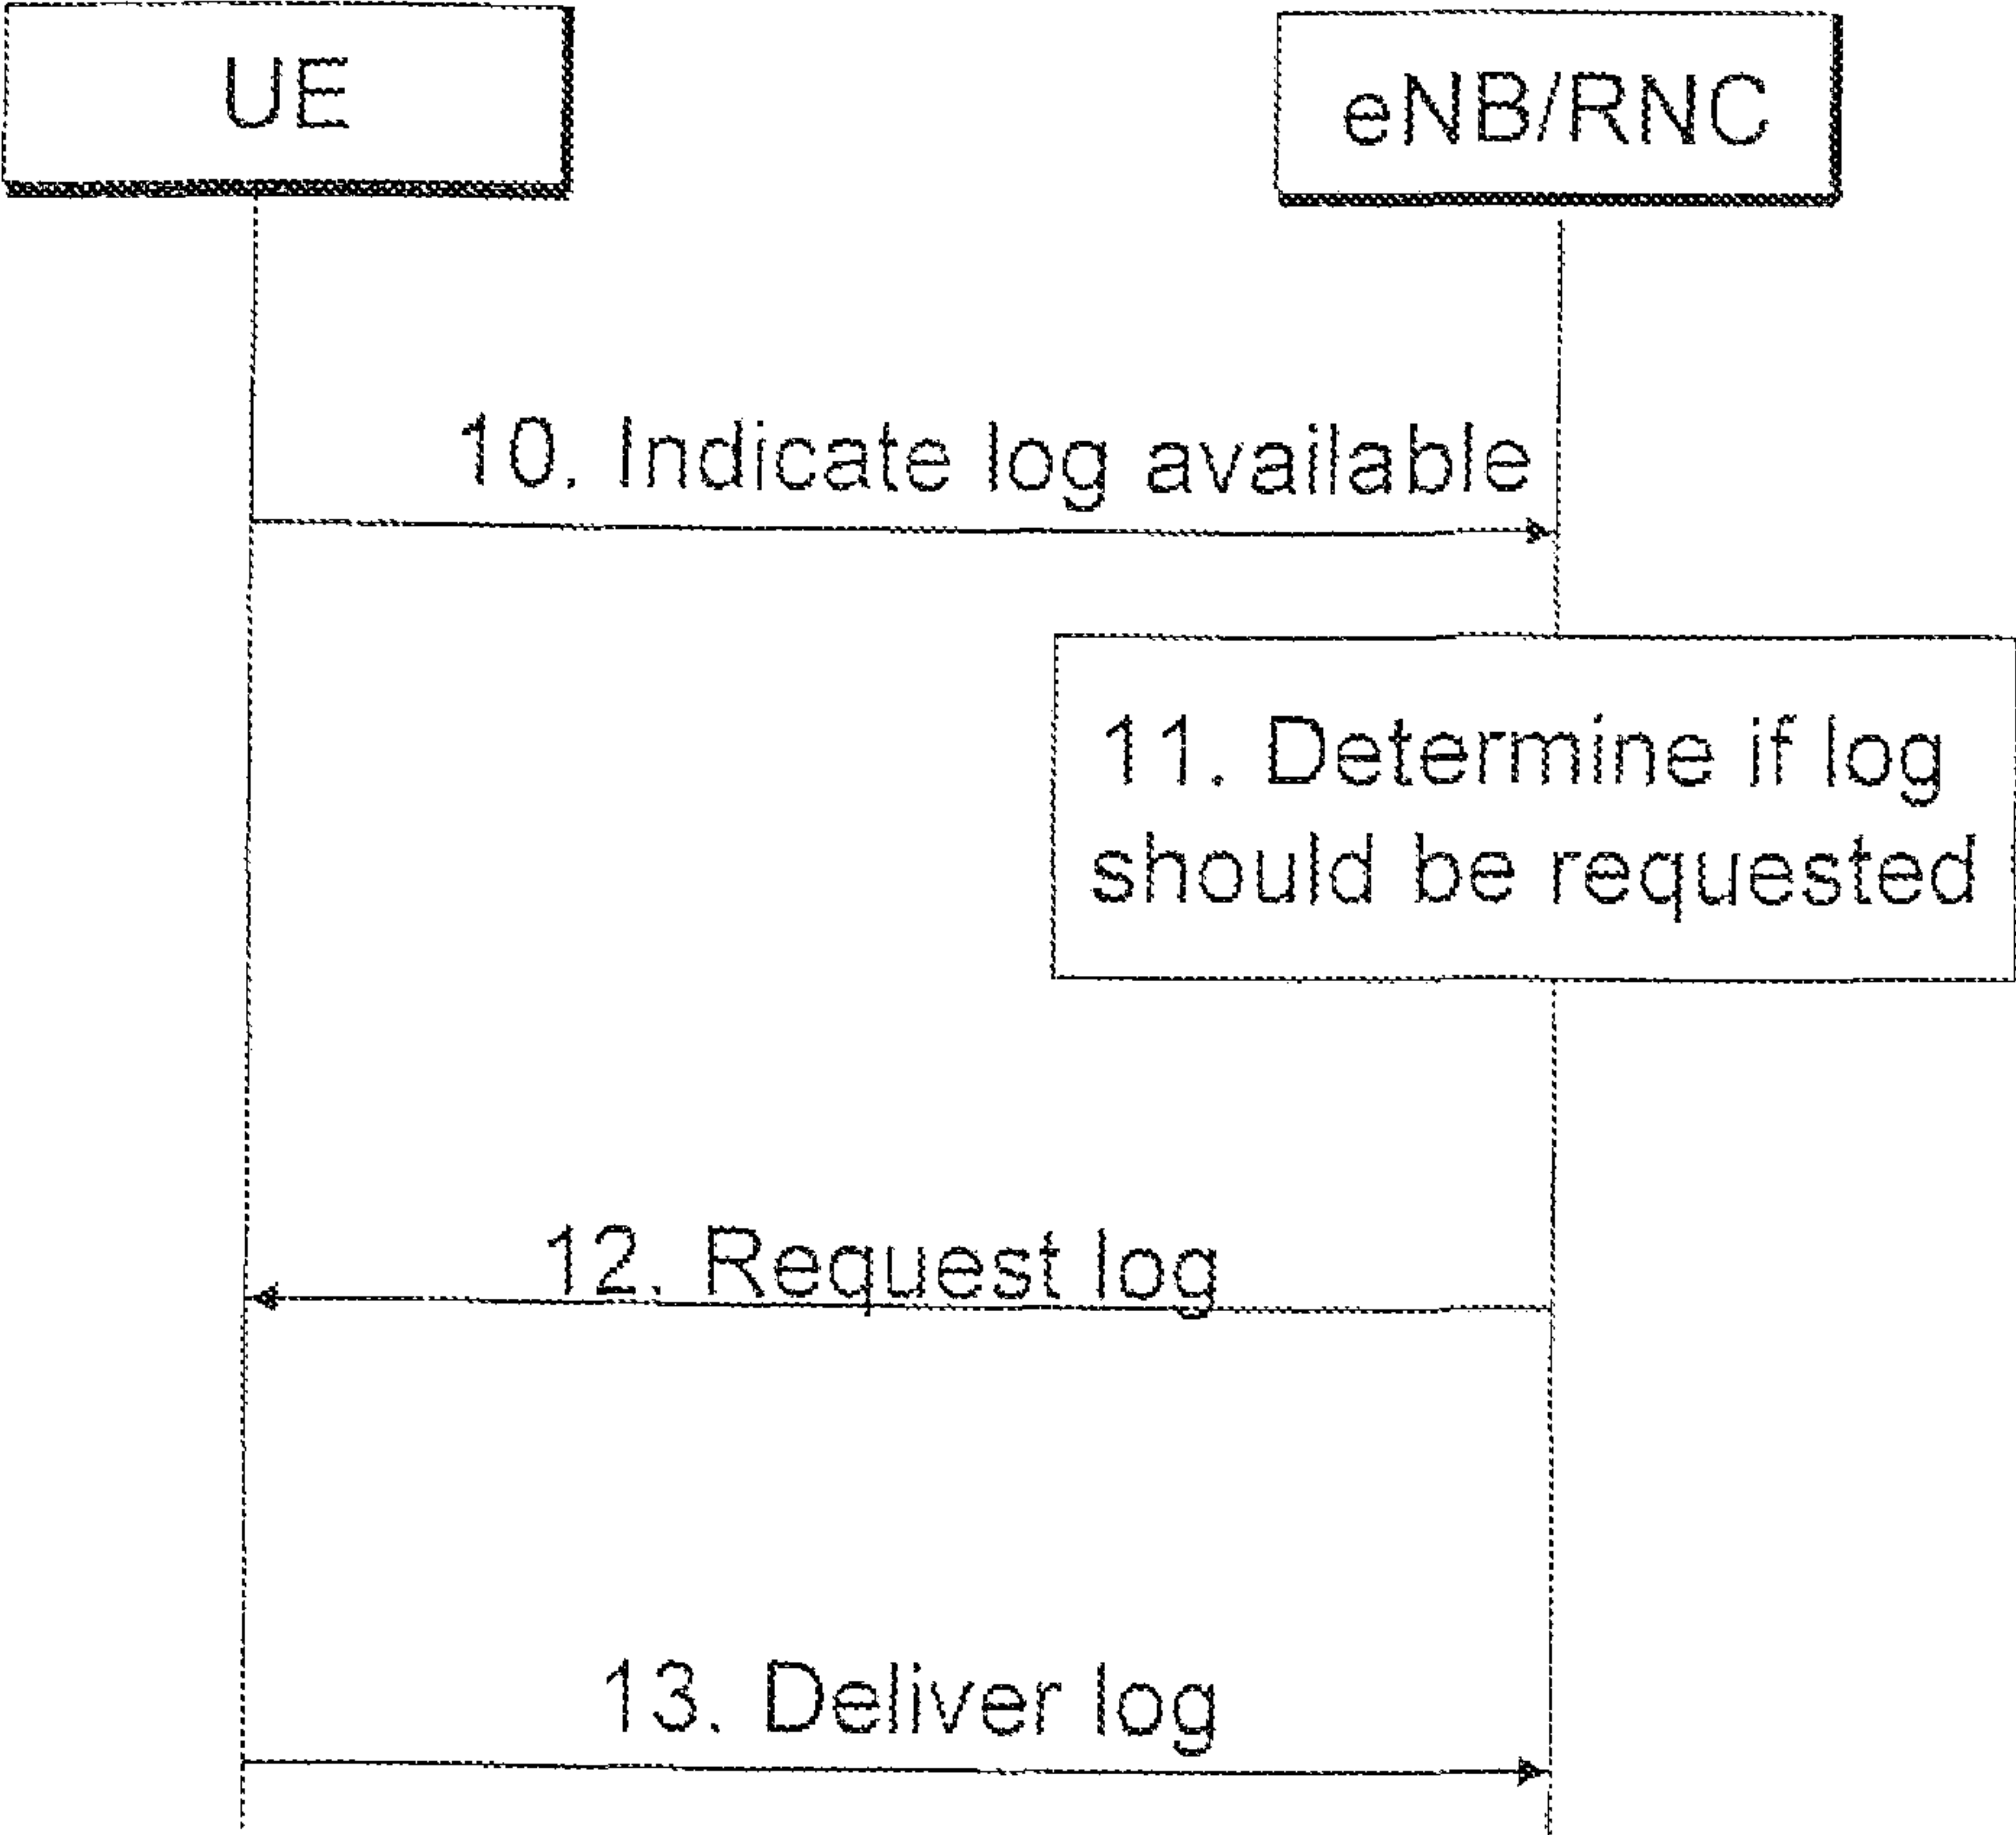 UE
eNB/RNC
10. Indicate log available
11. Determine if log
should be requested
12. Request log
13. Deliver log